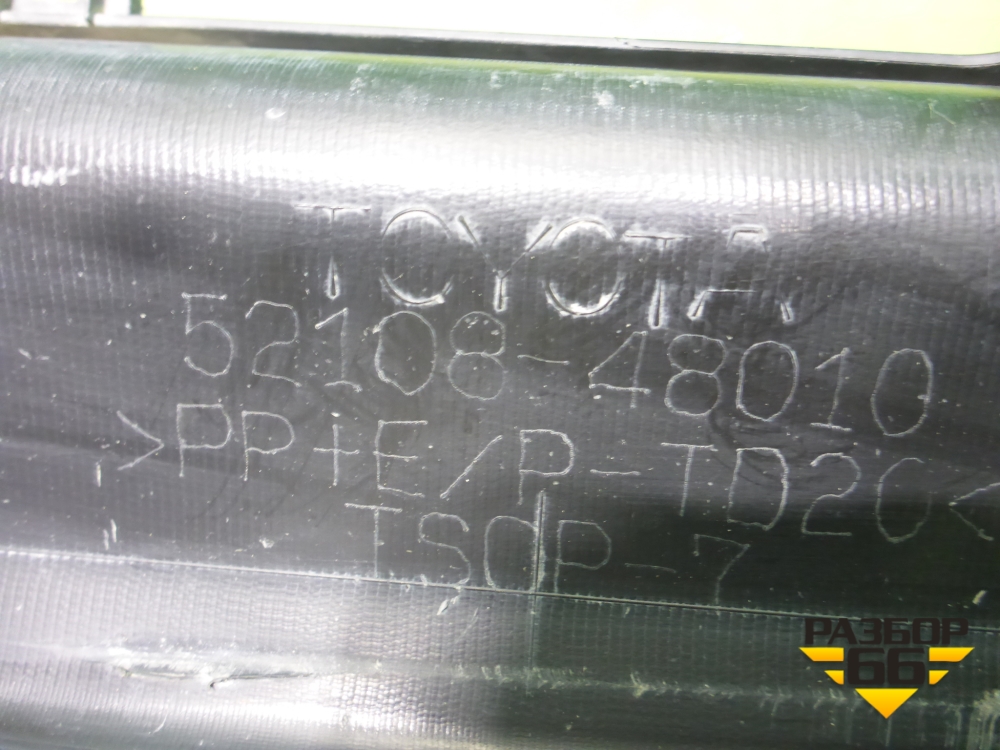 TOYOTA
52108-48010
>PP+E/P-TD20<
TSOP-7
РАЗБОР
66